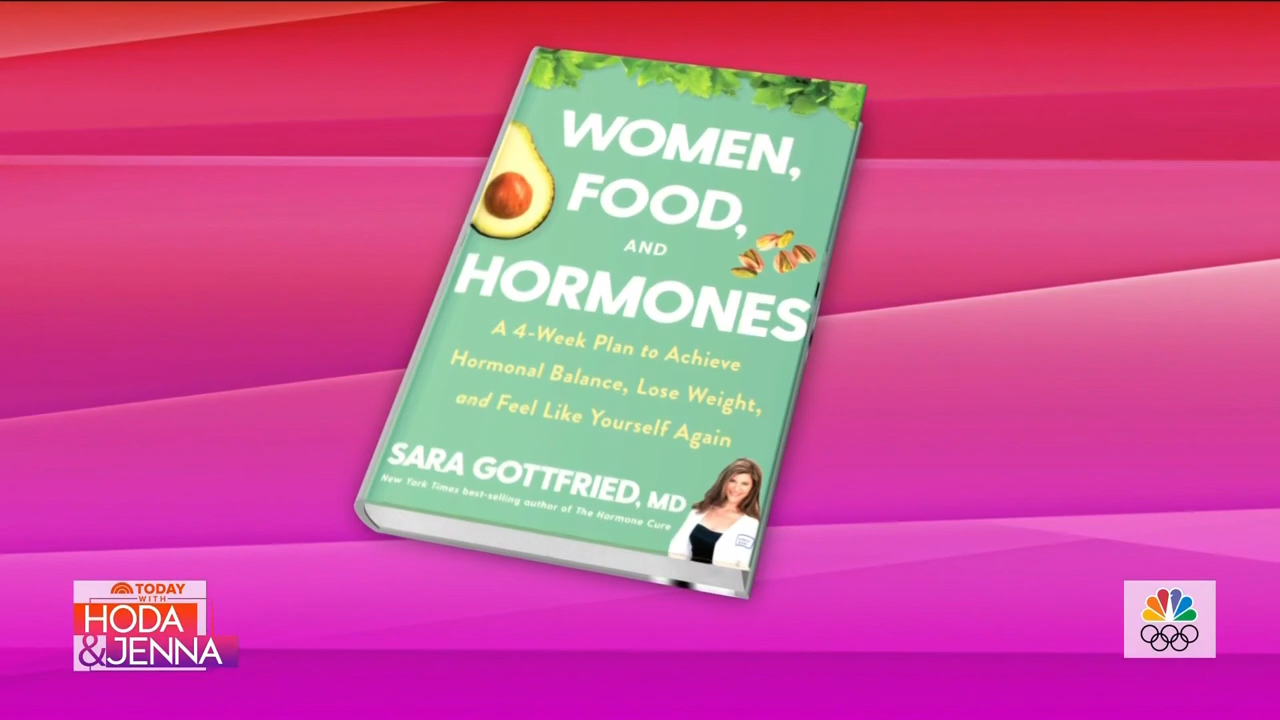 WOMEN,
FOOD,
AND
HORMONES
A 4-Week Plan to Achieve
Hormonal Balance, Lose Weight,
and Feel Like Yourself Again
SARA GOTTFRIED, MD
New York Times best-selling author of The Hormone Cure
TODAY
WITH
HODA
&JENNA